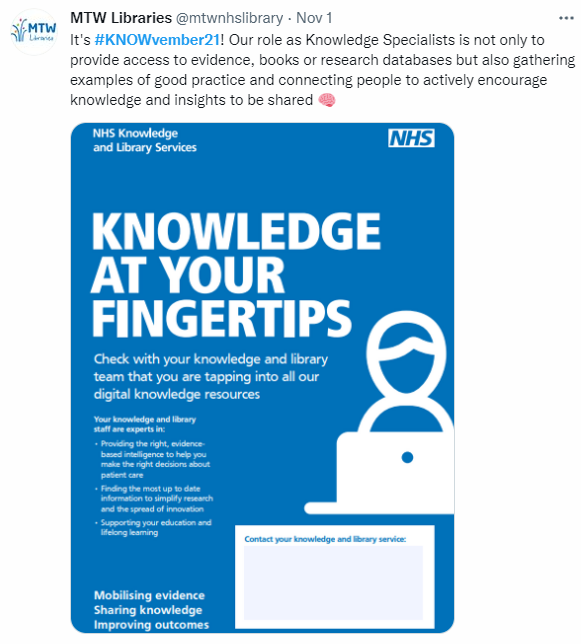 MTW
Libraries
MTW Libraries @mtwnhslibrary · Nov 1
It's #KNOWvember21! Our role as Knowledge Specialists is not only to
provide access to evidence, books or research databases but also gathering
examples of good practice and connecting people to actively encourage
knowledge and insights to be shared 🧠
NHS Knowledge
and Library Services
NHS
KNOWLEDGE
AT YOUR
FINGERTIPS
Check with your knowledge and library
team that you are tapping into all our
digital knowledge resources
Your knowledge and library
staff are experts in:
· Providing the right, evidence-
based intelligence to help you
make the right decisions about
patient care
· Finding the most up to date
information to simplify research
and the spread of innovation
· Supporting your education and
lifelong learning
Contact your knowledge and library service:
Mobilising evidence
Sharing knowledge
Improving outcomes